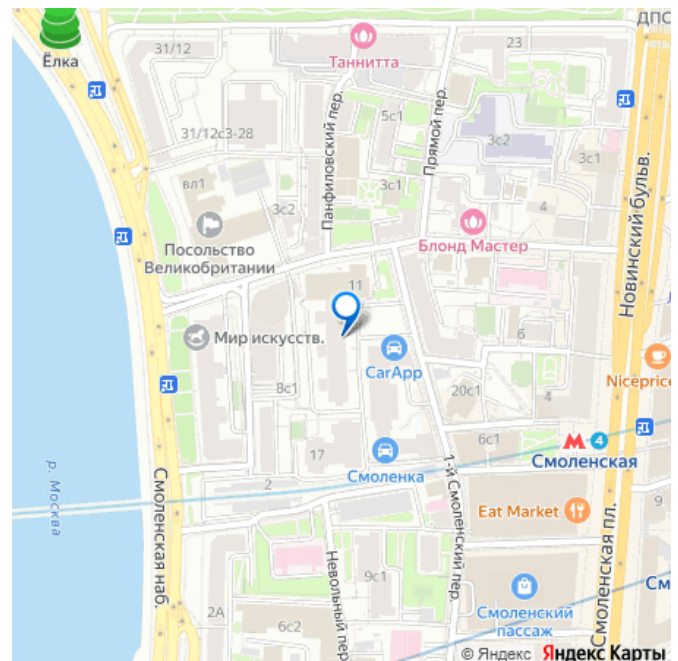 ДПС
Ёлка
31/12
Таннитта
23
5с1
3с2
3с1
31/12с3-28
Панфиловский пер.
Прямой пер.
вл1
3с2
3с1
4
Посольство
Великобритании
Блонд Мастер
Новинский бульв.
11
Мир искусств.
CarApp
6
Niceprice
8с1
20с1
4
17
6с1
М 4
Смоленская
Смоленка
2
р. Москва
Смоленская наб.
1-й Смоленский пер.
Eat Market
9
Смоленская пл.
Невольный пер
9с1
См
2А
6с2
Смоленский
пассаж
© Яндекс Яндекс Карты